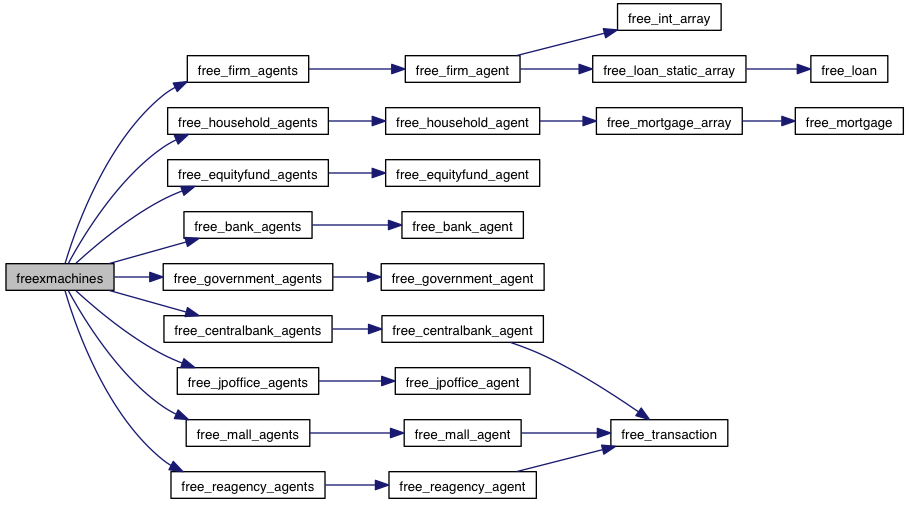 free_int_array
free_firm_agents
free_firm_agent
free_loan_static_array
free_loan
free_household_agents
free_household_agent
free_mortgage_array
free_mortgage
free_equityfund_agents
free_equityfund_agent
free_bank_agents
free_bank_agent
freexmachines
free_government_agents
free_government_agent
free_centralbank_agents
free_centralbank_agent
free_jpoffice_agents
free_jpoffice_agent
free_mall_agents
free_mall_agent
free_transaction
free_reagency_agents
free_reagency_agent